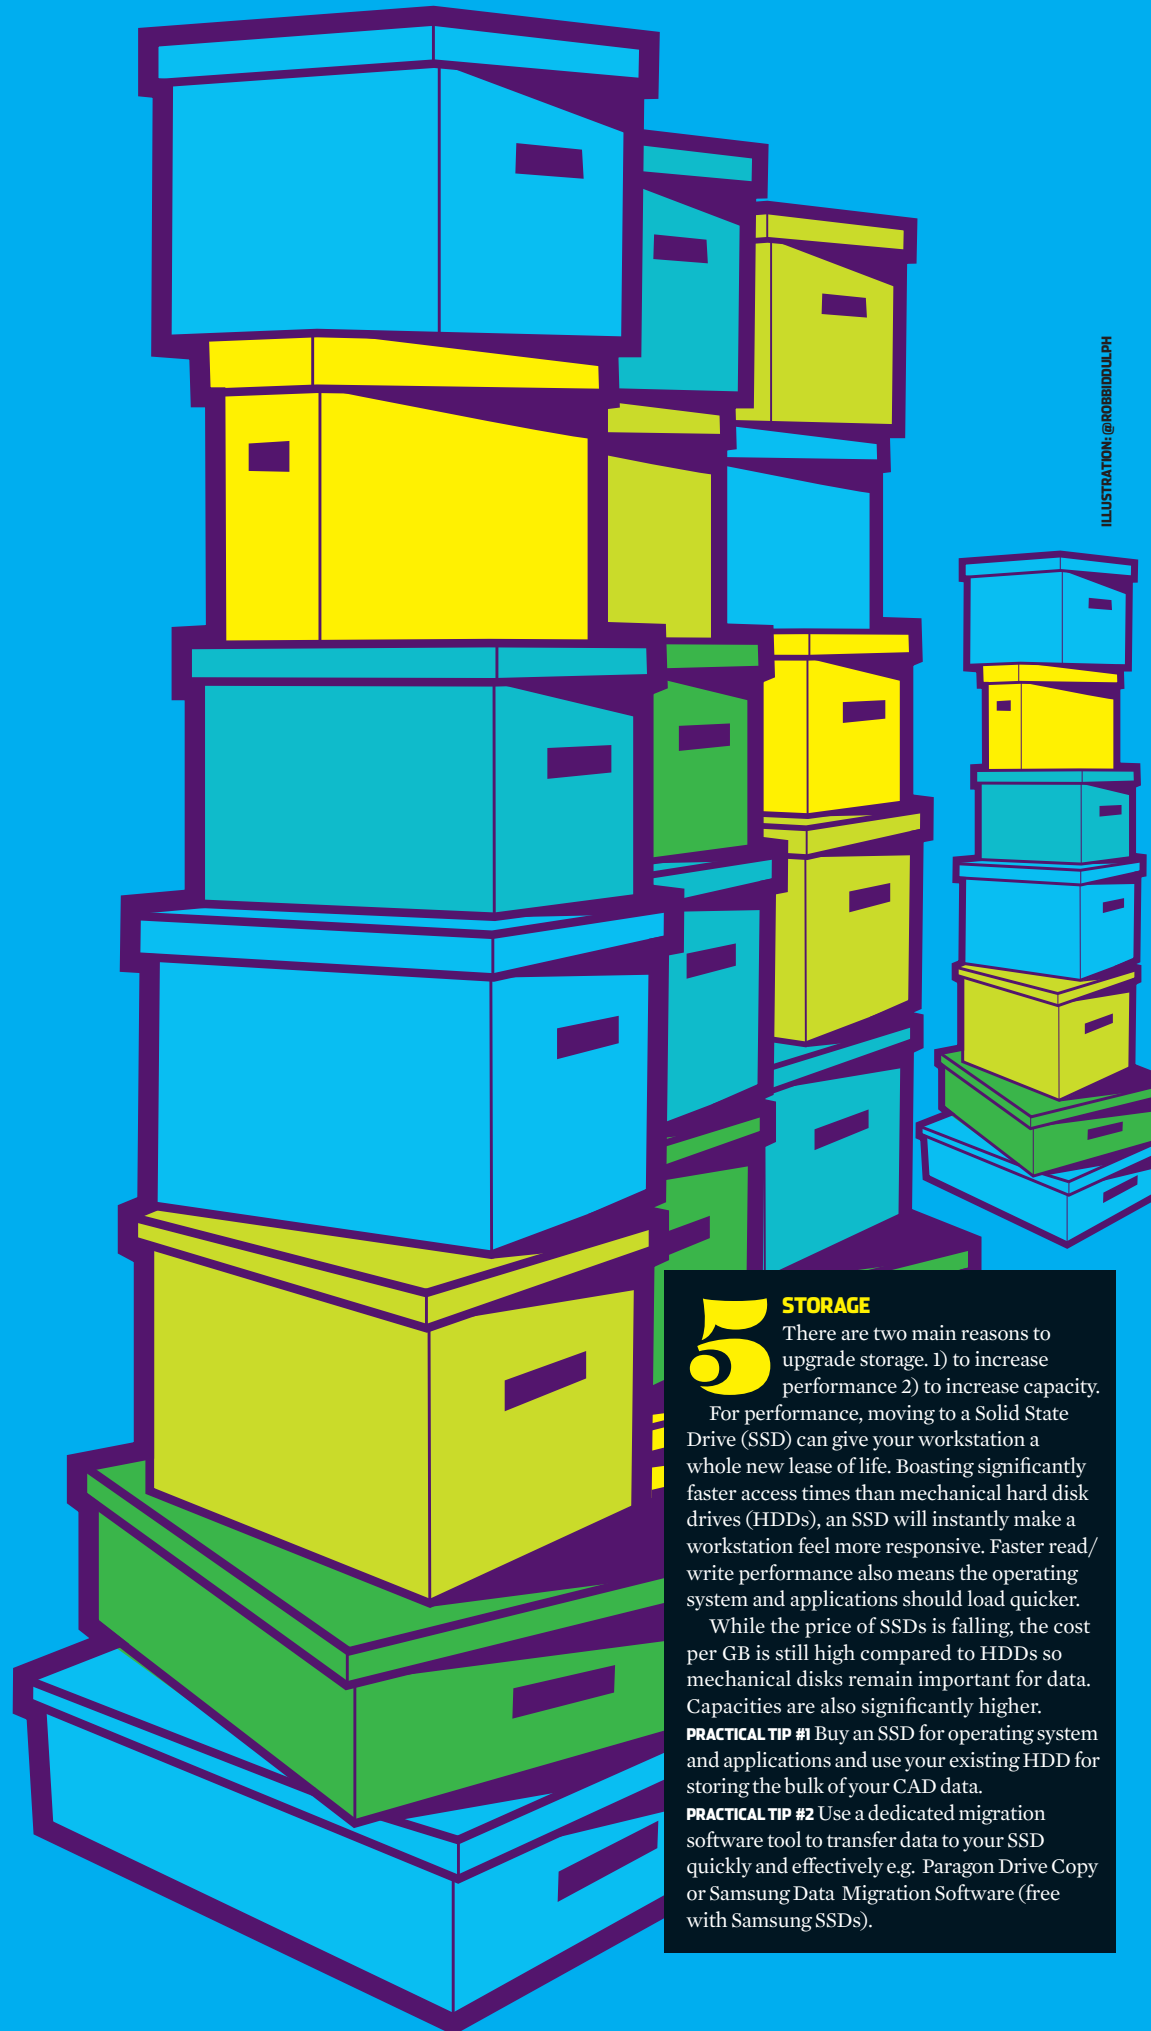 ILLUSTRATION: @ROBBIDDULPH
5
STORAGE
There are two main reasons to
upgrade storage. 1) to increase
performance 2) to increase capacity.
For performance, moving to a Solid State
Drive (SSD) can give your workstation a
whole new lease of life. Boasting significantly
faster access times than mechanical hard disk
drives (HDDs), an SSD will instantly make a
workstation feel more responsive. Faster read/
write performance also means the operating
system and applications should load quicker.
While the price of SSDs is falling, the cost
per GB is still high compared to HDDs so
mechanical disks remain important for data.
Capacities are also significantly higher.
PRACTICAL TIP #1 Buy an SSD for operating system
and applications and use your existing HDD for
storing the bulk of your CAD data.
PRACTICAL TIP #2 Use a dedicated migration
software tool to transfer data to your SSD
quickly and effectively e.g. Paragon Drive Copy
or Samsung Data Migration Software (free
with Samsung SSDs).